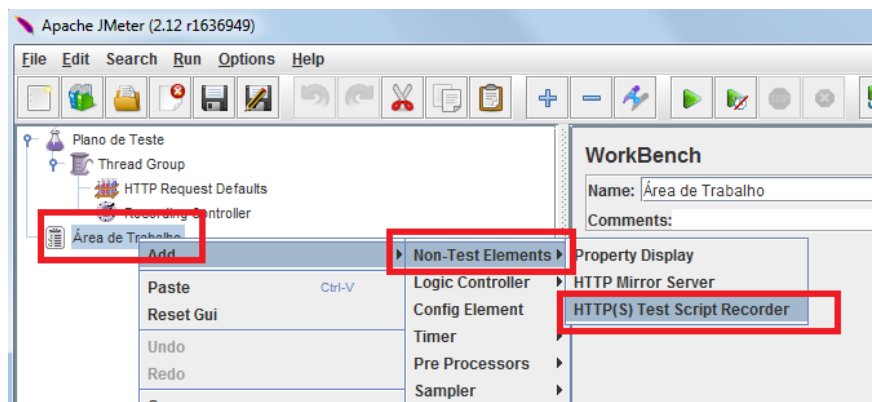 Apache JMeter (2.12 r1636949)
File Edit Search Run Options Help
Plano de Teste
Thread Group
HTTP Request Defaults
Recording Controller
Área de Trabalho
WorkBench
Name: Área de Trabalho
Comments:
Add
Paste Ctrl-V
Reset Gui
Undo
Redo
Non-Test Elements
Logic Controller
Config Element
Timer
Pre Processors
Sampler
Property Display
HTTP Mirror Server
HTTP(S) Test Script Recorder